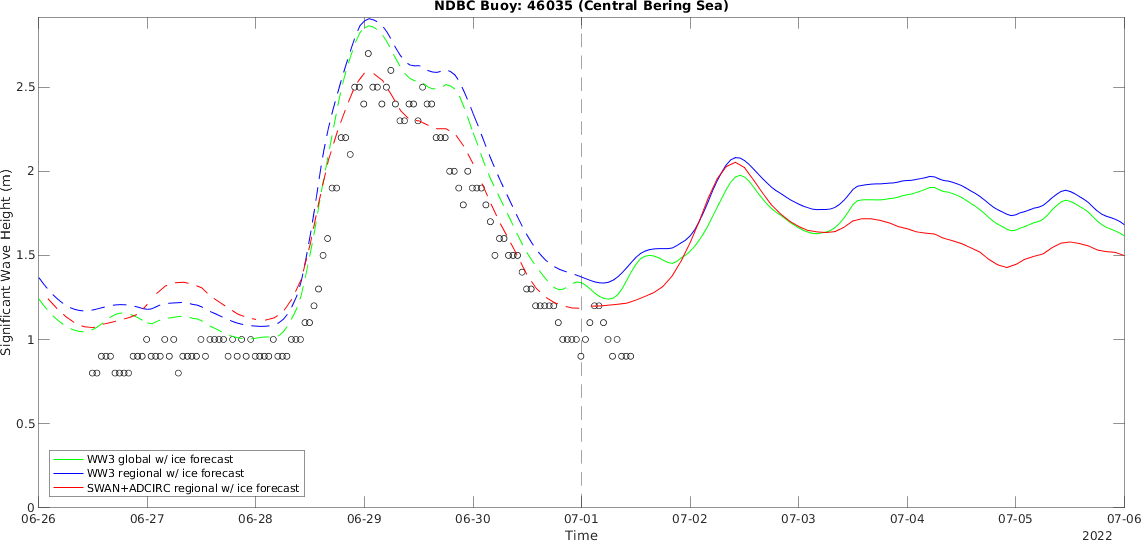 NDBC Buoy: 46035 (Central Bering Sea)
Significant Wave Height (m)
2.5
2
1.5
1
0.5
0
WW3 global w/ ice forecast
WW3 regional w/ ice forecast
SWAN+ADCIRC regional w/ ice forecast
06-26 06-27 06-28 06-29 06-30 07-01 07-02 07-03 07-04 07-05 07-06
Time
2022